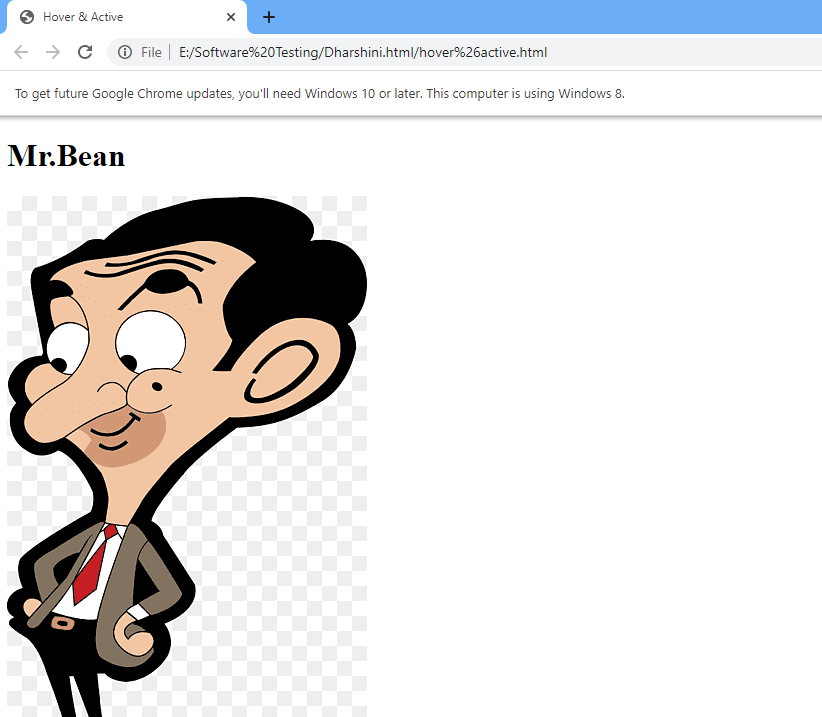 Hover & Active
File
E:/Software%20Testing/Dharshini.html/hover%26active.html
To get future Google Chrome updates, you'll need Windows 10 or later. This computer is using Windows 8.
Mr.Bean